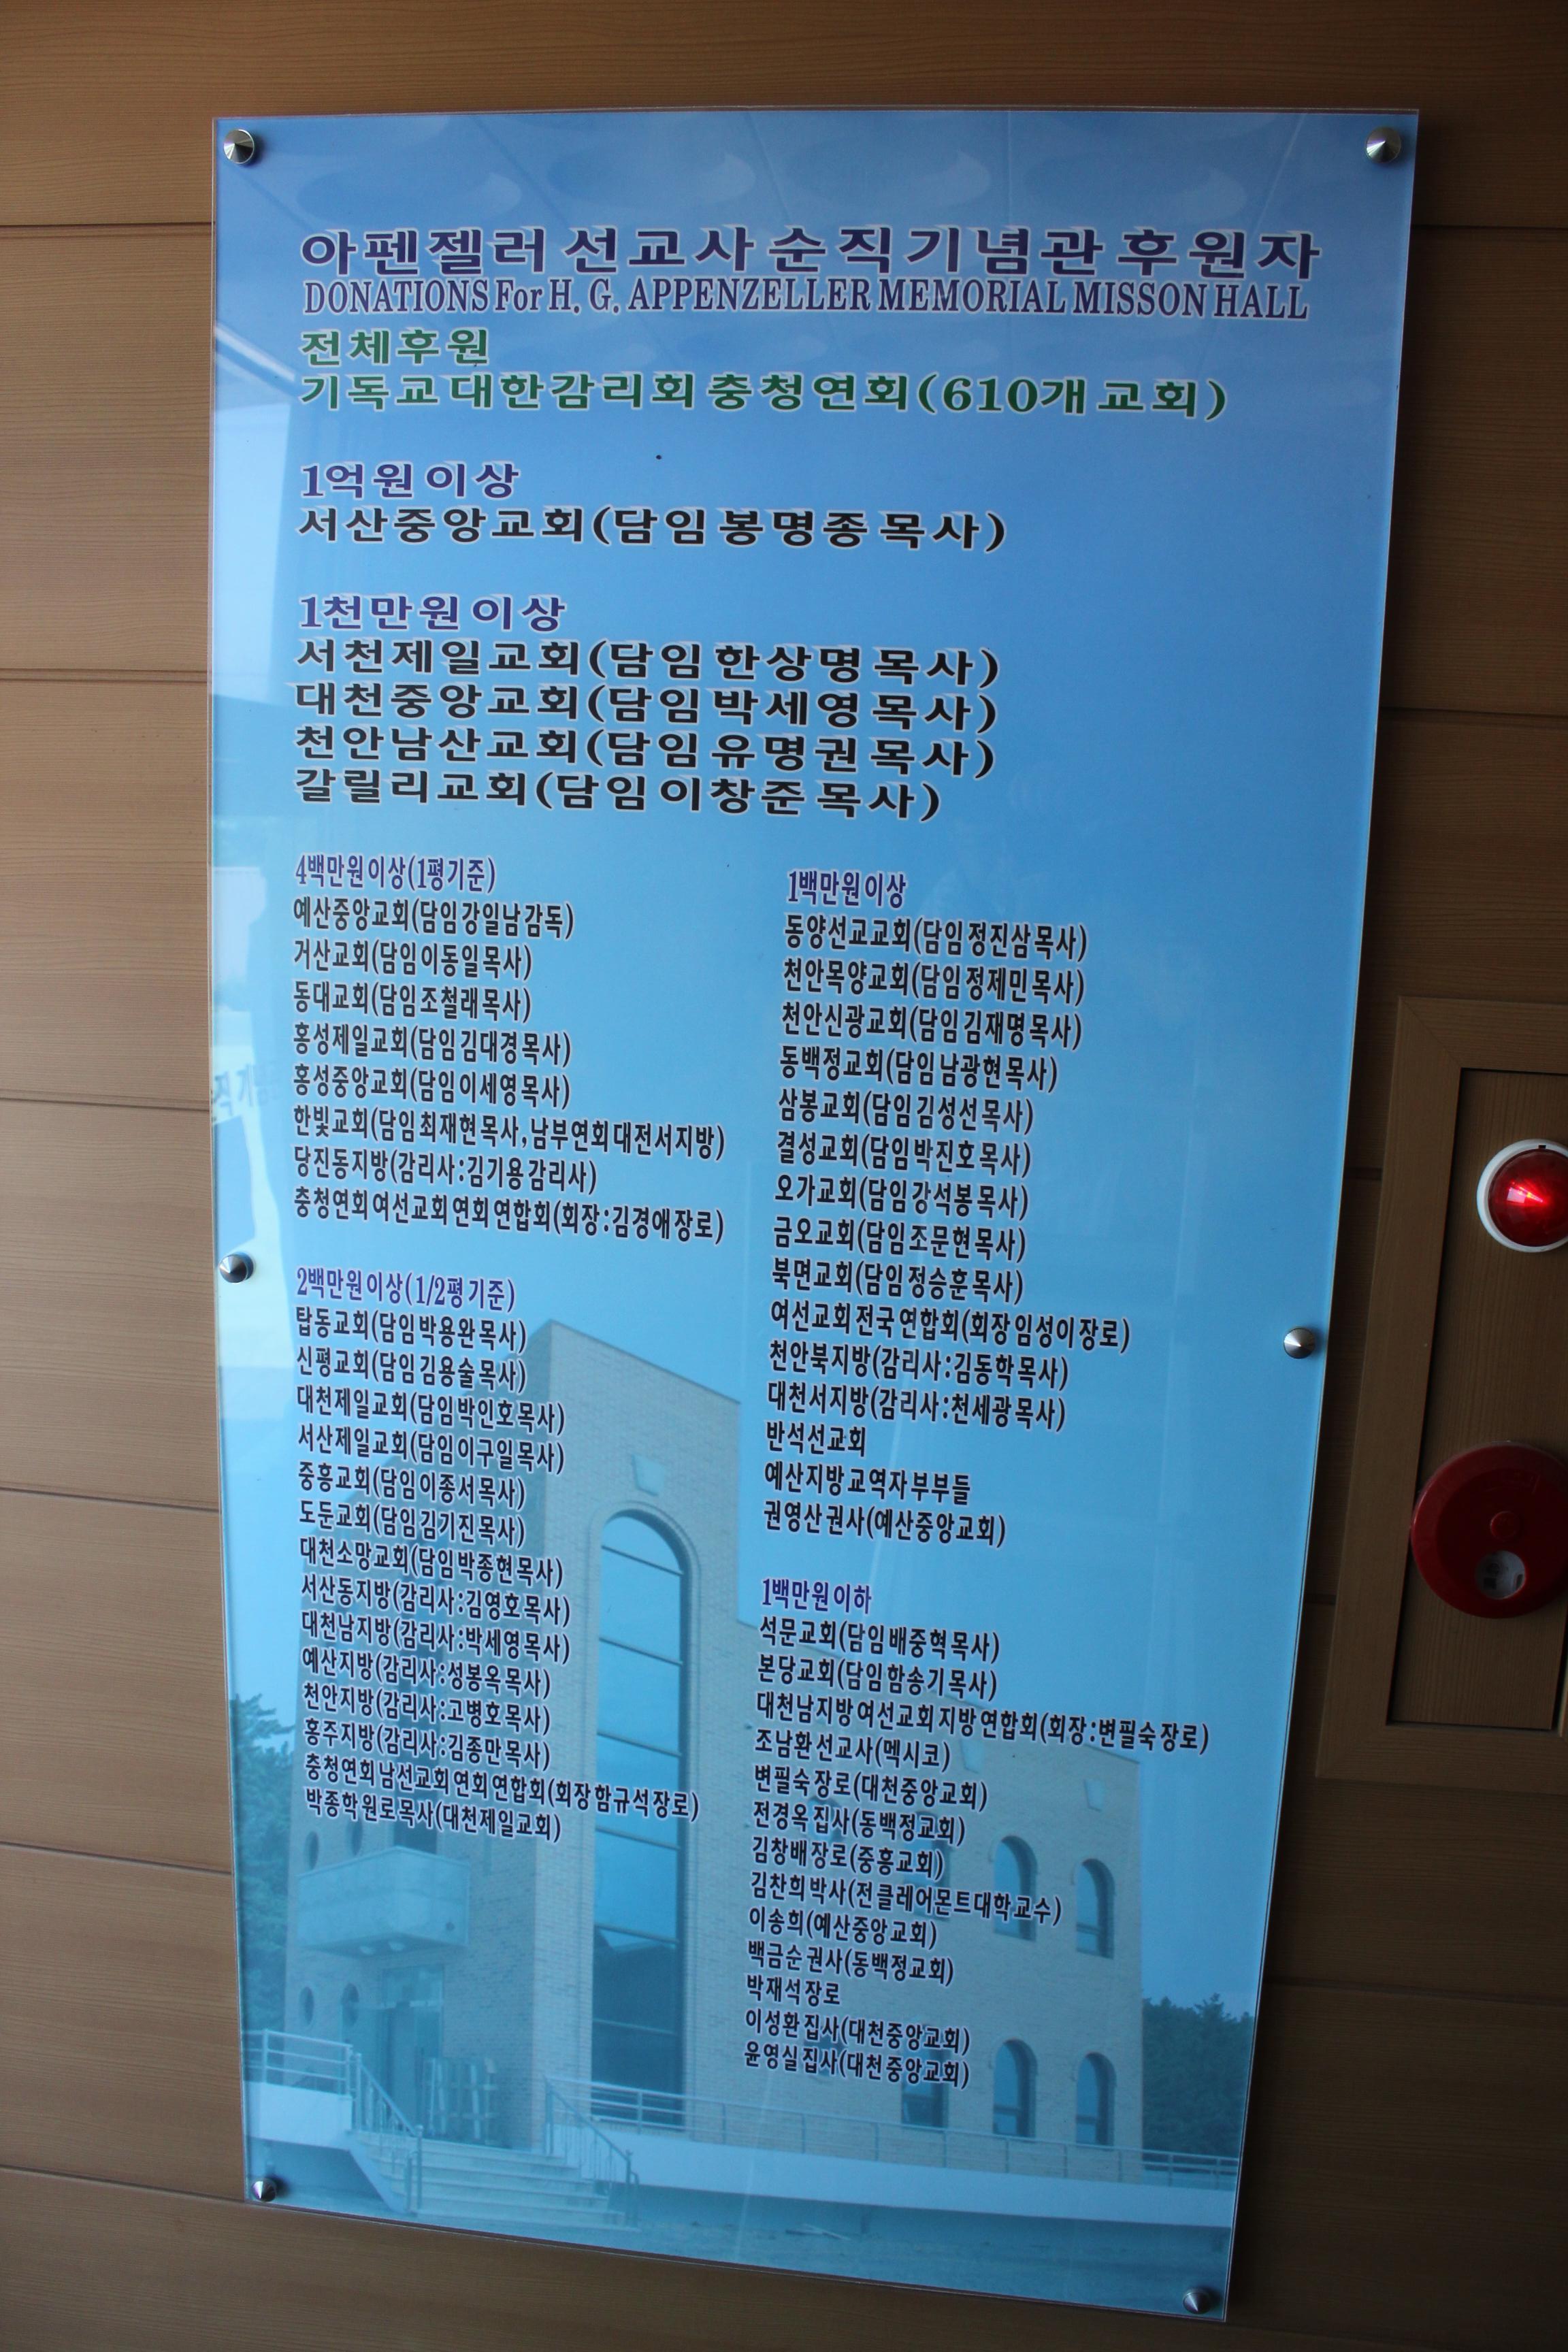 아펜젤러 선교사 순직기념관 후원자
DONATIONS For H. G. APPENZELLER MEMORIAL MISSON HALL
전체후원
기독교대한감리회 충청연회(610개 교회)
1억원 이상
서산중앙교회(담임 봉명종 목사)
1천만원 이상
서천제일교회(담임 한상명 목사)
대천중앙교회(담임 박세영 목사)
천안남산교회(담임 유명권 목사)
갈릴리교회(담임 이창준 목사)
4백만원 이상(1평 기준)
예산중앙교회(담임 강일남 감독)
거산교회(담임 이동일 목사)
동대교회(담임 조철래 목사)
홍성제일교회(담임 김대경 목사)
홍성중앙교회(담임 이세영 목사)
한빛교회(담임 최재현 목사, 남부연회 대전서지방)
당진동지방(감리사:김기용 감리사)
충청연회 여선교회 연회 연합회(회장:김경애 장로)
2백만원 이상(1/2평 기준)
탑동교회(담임 박용완 목사)
신평교회(담임 김용술 목사)
대천제일교회(담임 박인호 목사)
서산제일교회(담임 이구일 목사)
중흥교회(담임 이종서 목사)
도둔교회(담임 김기진 목사)
대천소망교회(담임 박종현 목사)
서산동지방(감리사:김영호 목사)
대천남지방(감리사:박세영 목사)
예산지방(감리사:성봉옥 목사)
천안지방(감리사:고병호 목사)
홍주지방(감리사:김종만 목사)
충청연회 남선교회 연회 연합회(회장 함규석 장로)
박종학 원로목사(대천제일교회)
1백만원 이상
동양선교교회(담임 정진삼 목사)
천안목양교회(담임 정제민 목사)
천안신광교회(담임 김재명 목사)
동백정교회(담임 남광현 목사)
삼봉교회(담임 김성선 목사)
결성교회(담임 박진호 목사)
오가교회(담임 강석봉 목사)
금오교회(담임 조문현 목사)
북면교회(담임 정승훈 목사)
여선교회 전국 연합회(회장 임성이 장로)
천안북지방(감리사:김동학 목사)
대천서지방(감리사:천세광 목사)
반석선교회
예산지방 교역자 부부들
권영산 권사(예산중앙교회)
1백만원 이하
석문교회(담임 배중혁 목사)
본당교회(담임 함송기 목사)
대천남지방 여선교회 지방 연합회(회장:변필숙 장로)
조남환 선교사(멕시코)
변필숙 장로(대천중앙교회)
전경옥 집사(동백정교회)
김창배 장로(중흥교회)
김찬희 박사(전 클레어몬트대학 교수)
이송희(예산중앙교회)
백금순 권사(동백정교회)
박재석 장로
이성환 집사(대천중앙교회)
윤영실 집사(대천중앙교회)